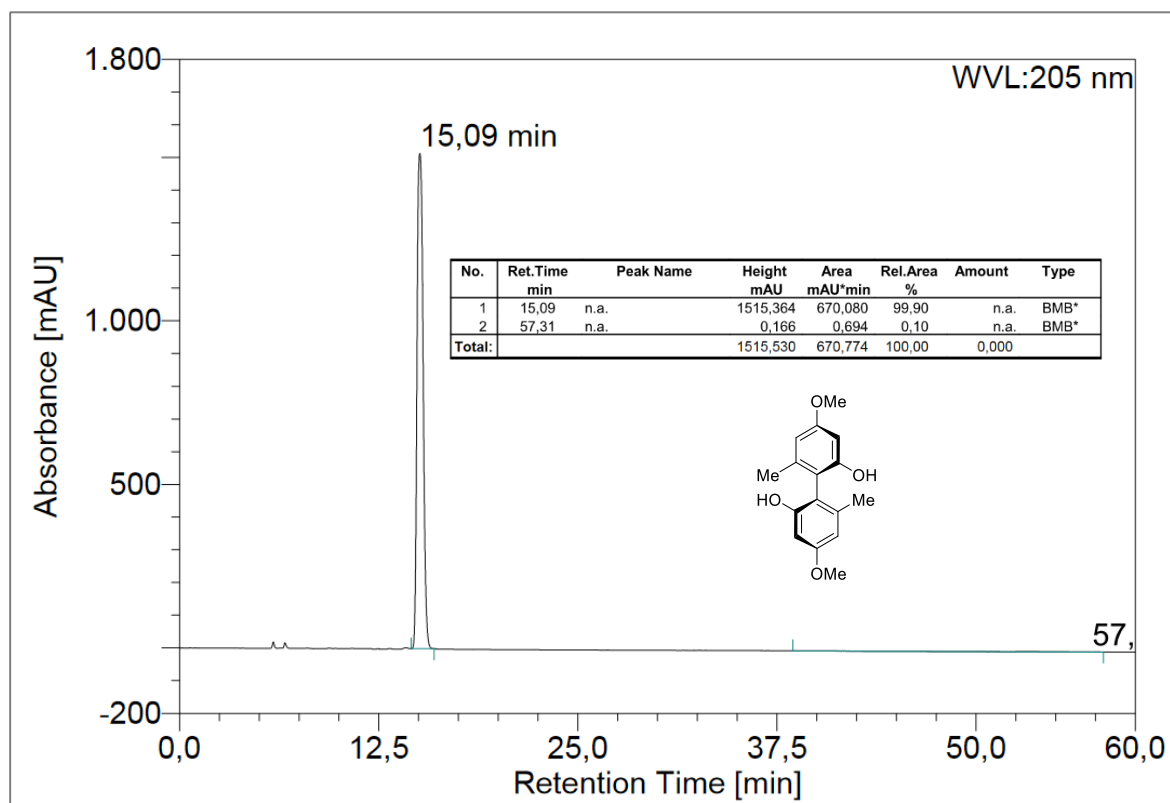 1.800
WVL:205 nm
15,09 min
1.000
500
-200
Absorbance [mAU]
No. Ret.Time Peak Name Height Area Rel.Area Amount Type
min mAU mAU*min %
1 15,09 n.a. 1515,364 670,080 99,90 n.a. BMB*
2 57,31 n.a. 0,166 0,694 0,10 n.a. BMB*
Total: 1515,530 670,774 100,00 0,000
OMe
Me OH
HO Me
OMe
57,
0,0 12,5 25,0 37,5 50,0 60,0
Retention Time [min]